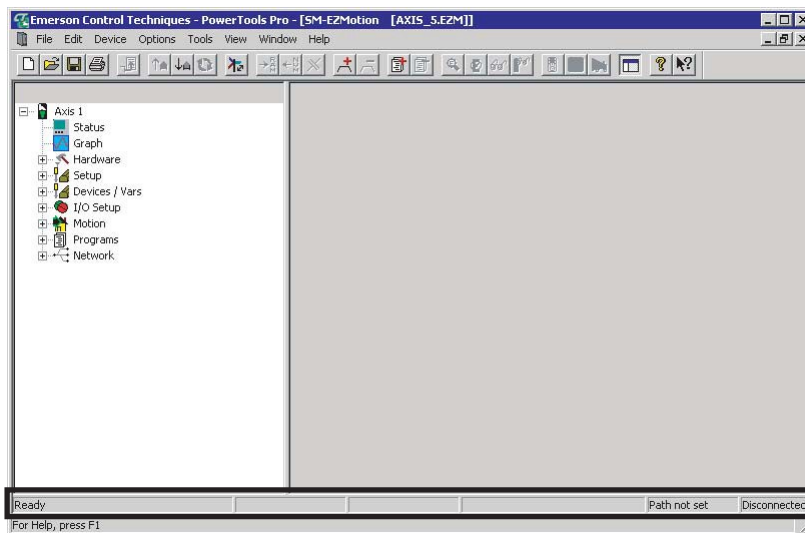 Emerson Control Techniques - PowerTools Pro - [SM-EZMotion [AXIS_5.EZM]]
File Edit Device Options Tools View Window Help
Axis 1
Status
Graph
Hardware
Setup
Devices / Vars
I/O Setup
Motion
Programs
Network
Ready Path not set Disconnected
For Help, press F1